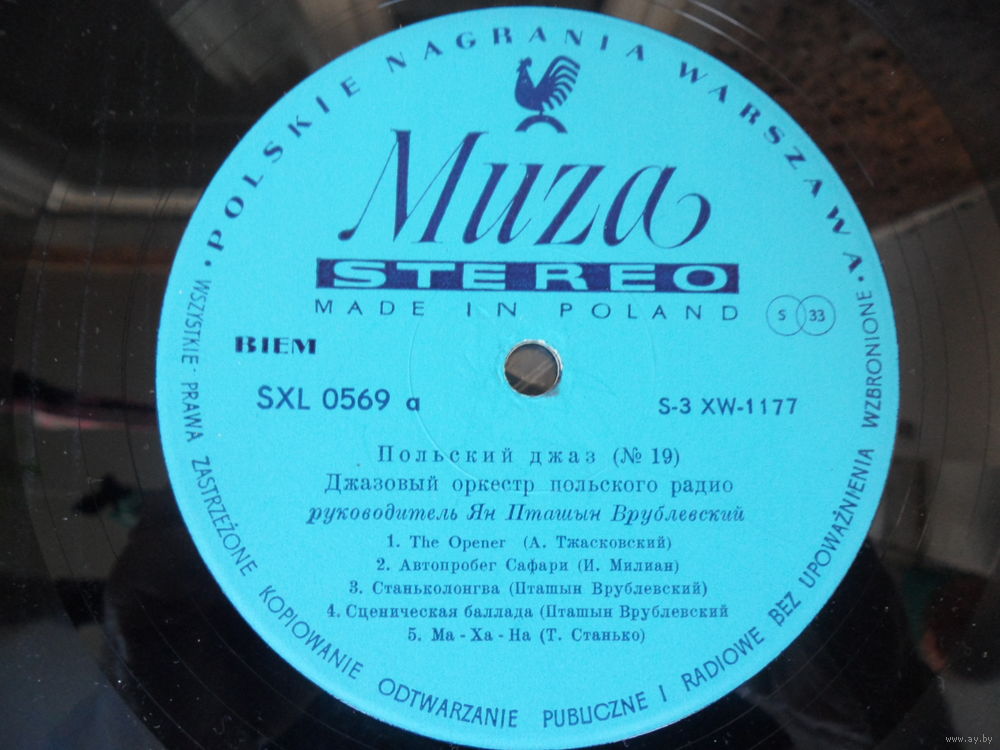 • POLSKIE NAGRANIA WARSZAWA •
Muza
STEREO
MADE IN POLAND
S 33
BIEM
SXL 0569 a
S-3 XW-1177
Польский джаз (№ 19)
Джазовый оркестр польского радио
руководитель Ян Пташын Врублевский
1. The Opener (А. Тжасковский)
2. Автопробег Сафари (И. Милиан)
3. Станьколонгва (Пташын Врублевский)
4. Сценическая баллада (Пташын Врублевский
5. Ма - Ха - На (Т. Станько)
WSZYSTKIE PRAWA ZASTRZEŻONE KOPIOWANIE ODTWARZANIE PUBLICZNE I RADIOWE BEZ UPOWAŻNIENIA WZBRONIONE
www.ay.by